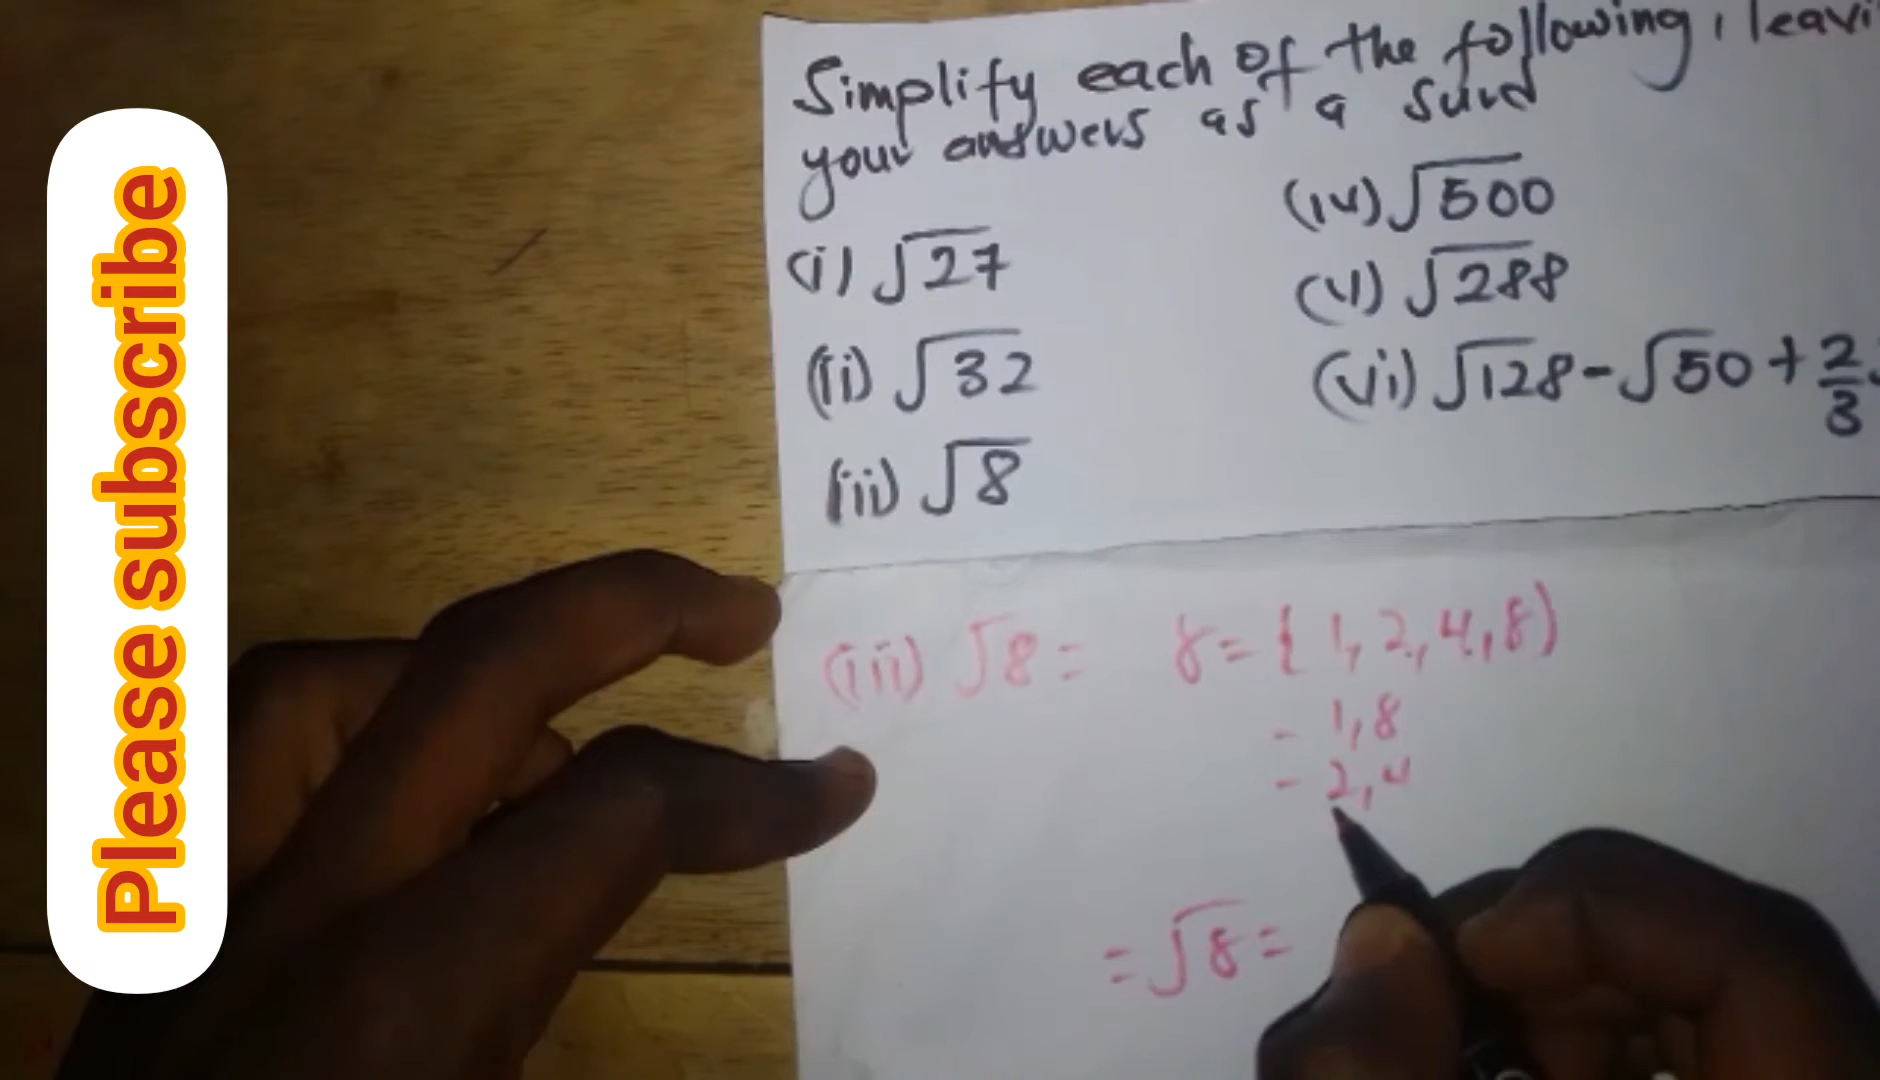 Please subscribe
Simplify each of the following, leavi
your answers as a surd
(i) √27
(ii) √32
(iii) √8
(iv) √500
(v) √288
(vi) √128 - √50 + 2/3
(iii) √8 = 8 = { 1, 2, 4, 8 )
- 1, 8
- 2, 4
= √8 =